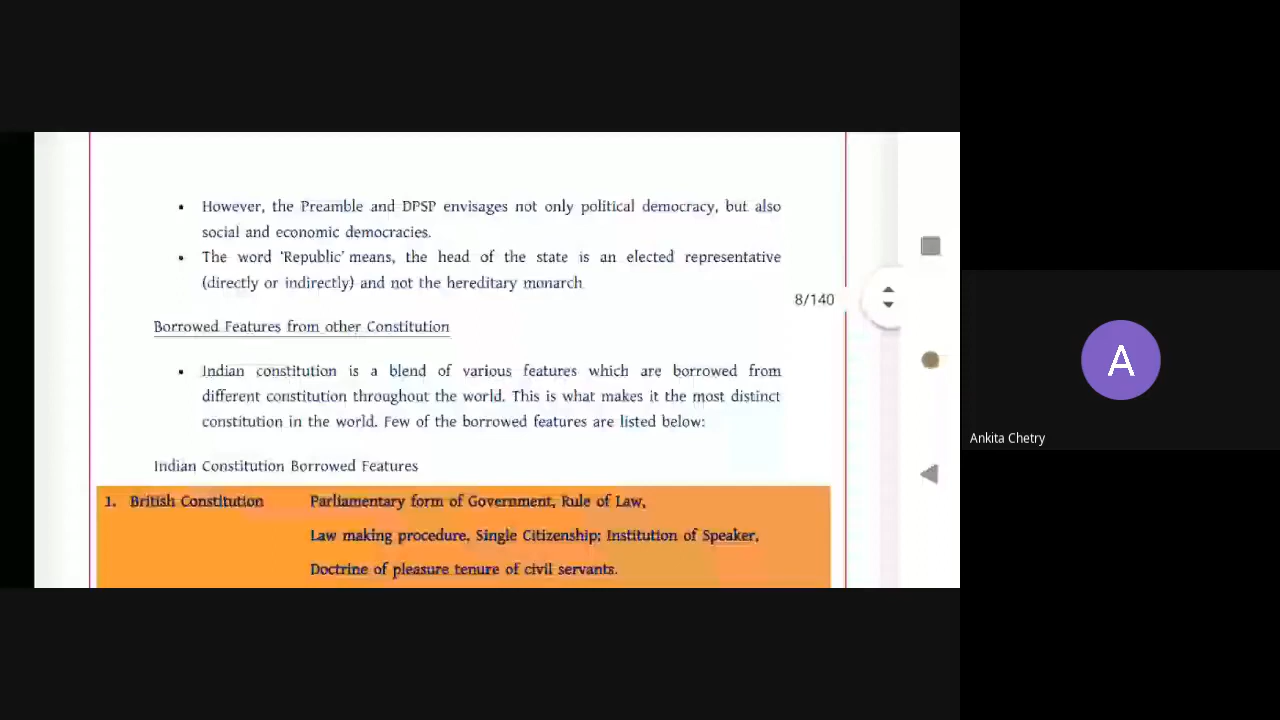 • However, the Preamble and DPSP envisages not only political democracy, but also
social and economic democracies.
• The word 'Republic' means, the head of the state is an elected representative
(directly or indirectly) and not the hereditary monarch
8/140
Borrowed Features from other Constitution
• Indian constitution is a blend of various features which are borrowed from
different constitution throughout the world. This is what makes it the most distinct
constitution in the world. Few of the borrowed features are listed below:
Indian Constitution Borrowed Features
1. British Constitution Parliamentary form of Government, Rule of Law,
Law making procedure, Single Citizenship; Institution of Speaker,
Doctrine of pleasure tenure of civil servants.
A
Ankita Chetry